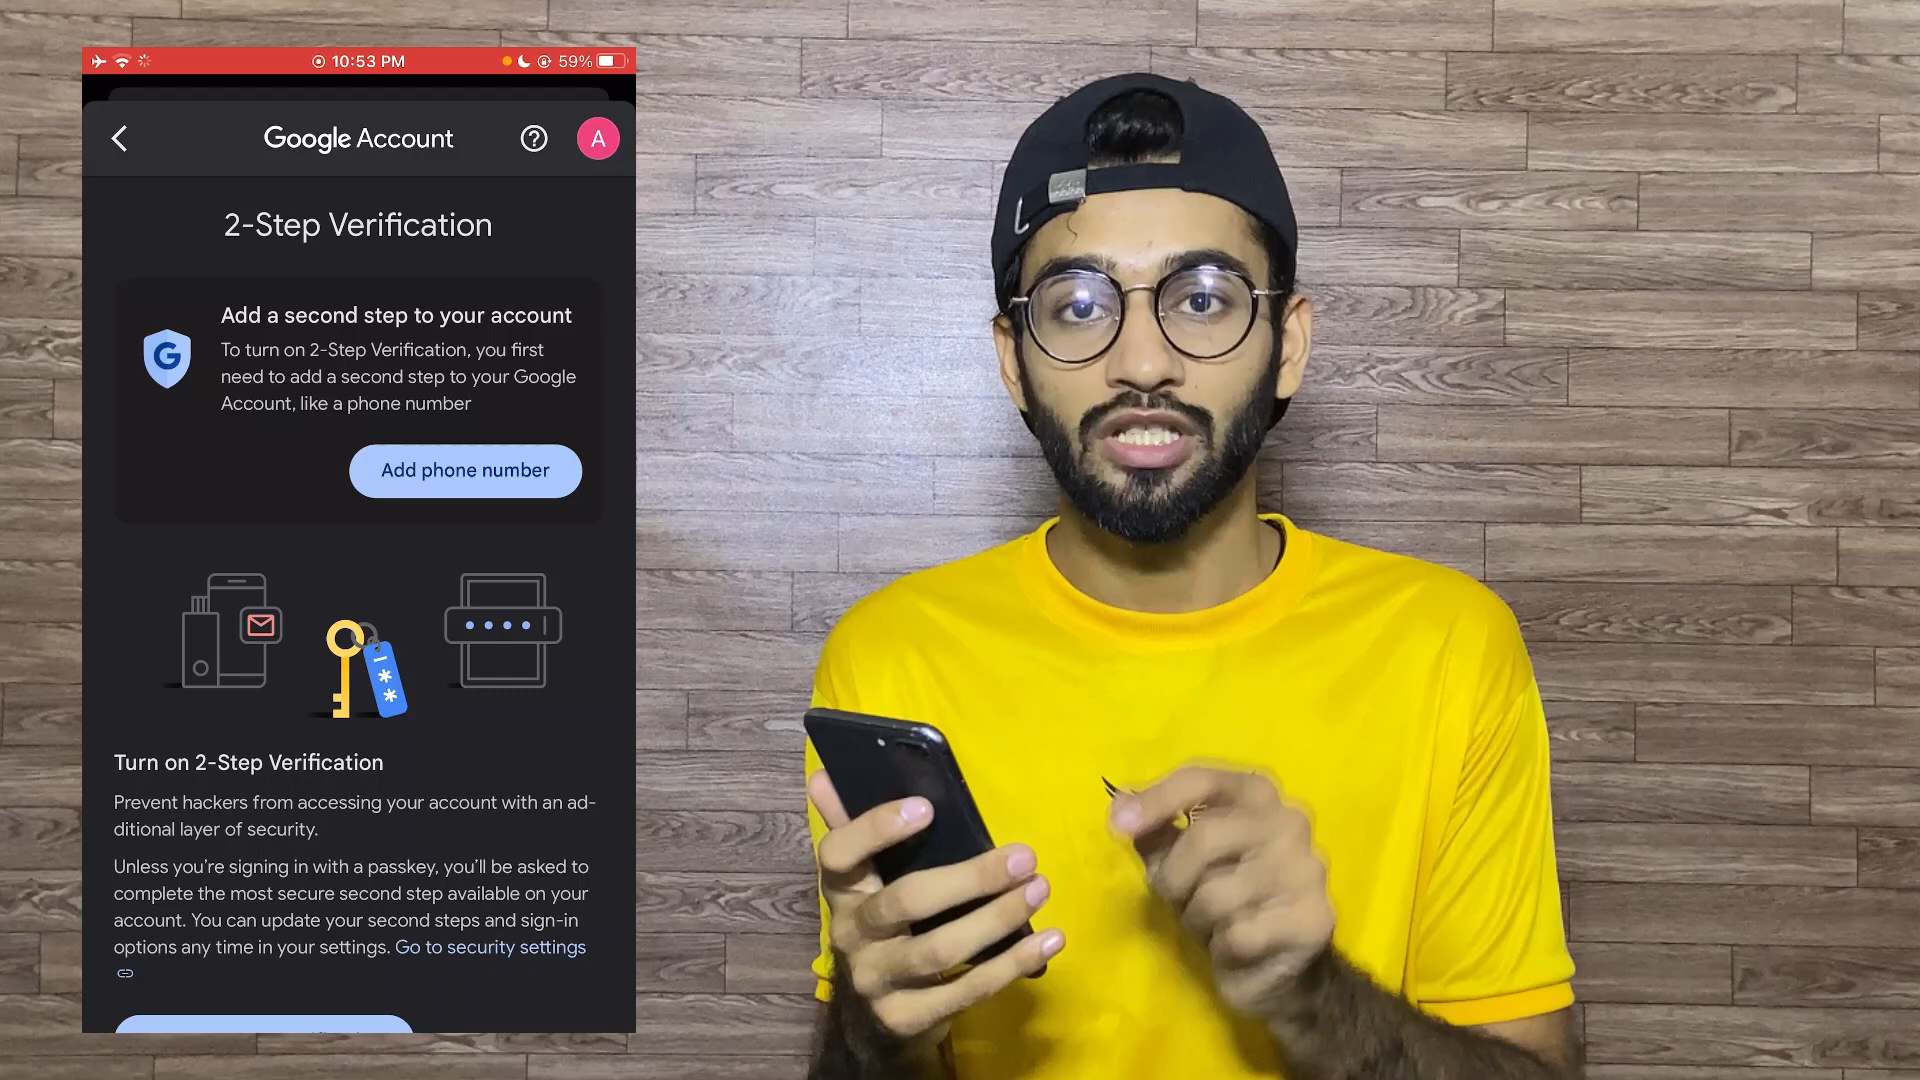 10:53 PM
59%
Google Account
A
2-Step Verification
Add a second step to your account
To turn on 2-Step Verification, you first
need to add a second step to your Google
Account, like a phone number
Add phone number
Turn on 2-Step Verification
Prevent hackers from accessing your account with an ad-
ditional layer of security.
Unless you're signing in with a passkey, you'll be asked to
complete the most secure second step available on your
account. You can update your second steps and sign-in
options any time in your settings. Go to security settings